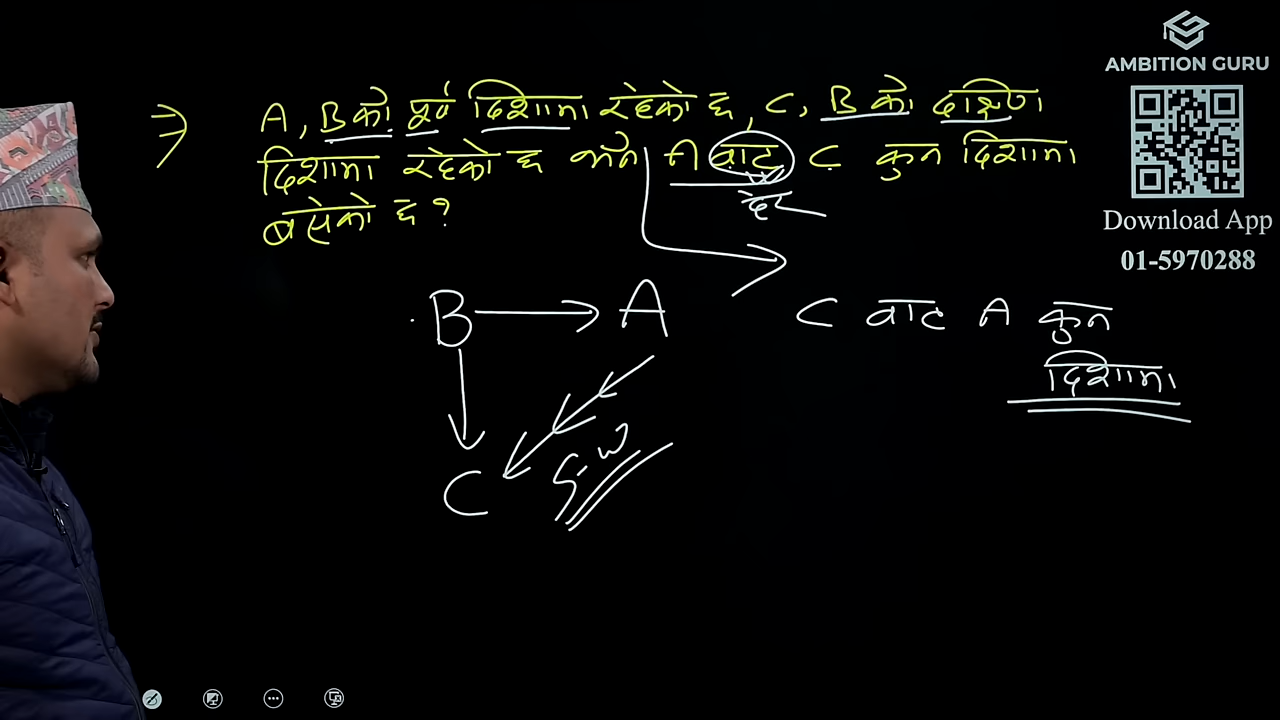 AMBITION GURU
Download App
01-5970288
⇒ A, B को पूर्व दिशामा रहेको छ, C, B को दक्षिण
दिशामा रहेको छ भने A बाट C कुन दिशामा
बसेको छ ?
B → A
C
S-W
C बाट A कुन
दिशामा